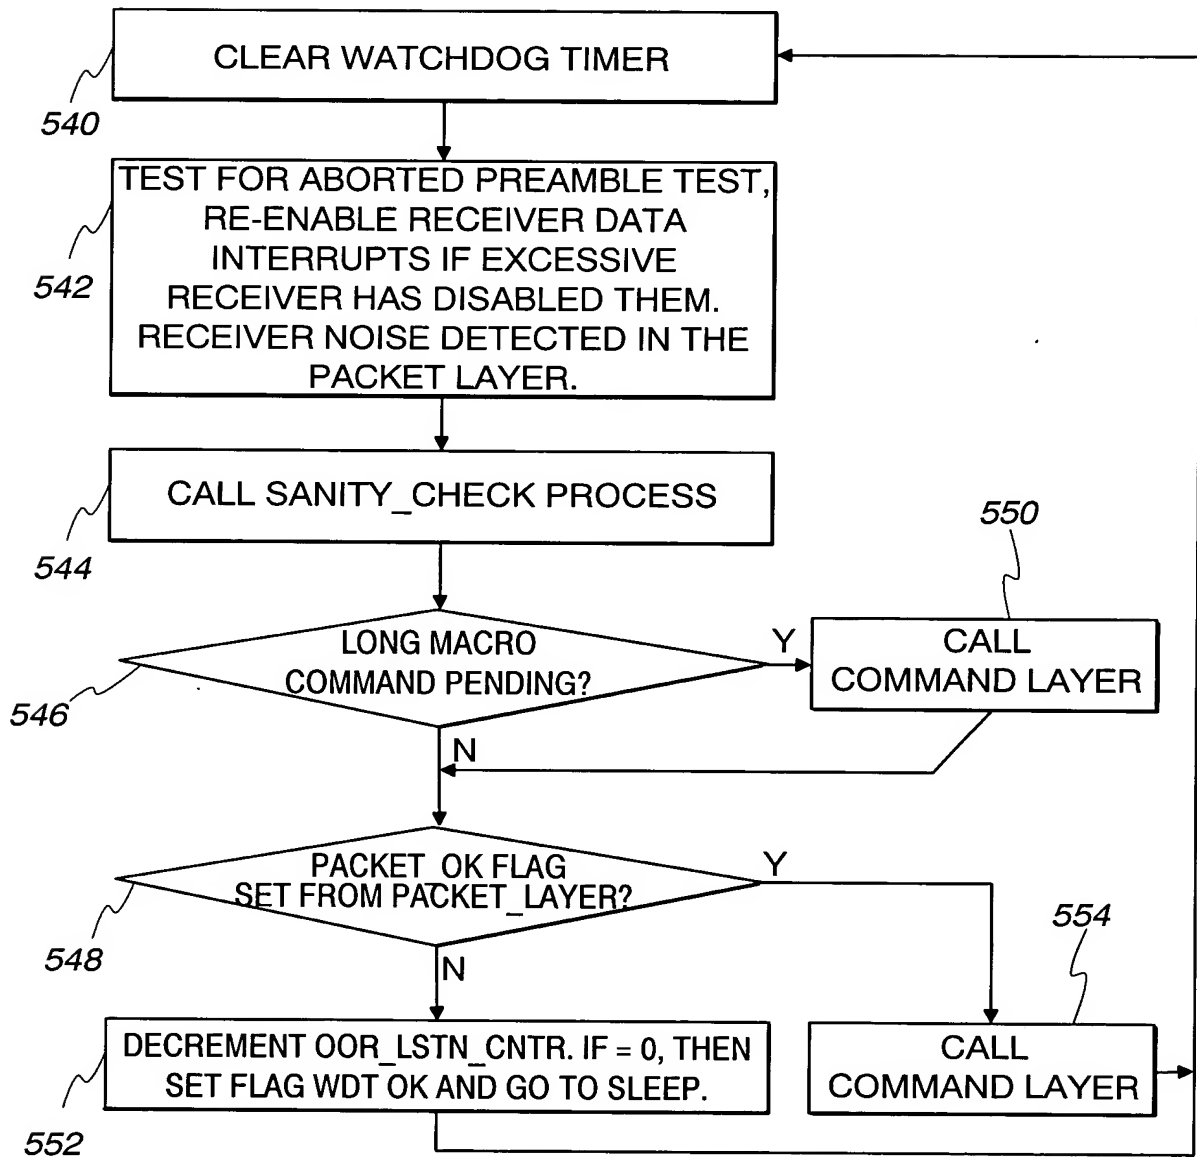 CLEAR WATCHDOG TIMER
540
TEST FOR ABORTED PREAMBLE TEST,
RE-ENABLE RECEIVER DATA
INTERRUPTS IF EXCESSIVE
RECEIVER HAS DISABLED THEM.
RECEIVER NOISE DETECTED IN THE
PACKET LAYER.
542
CALL SANITY_CHECK PROCESS
544
550
LONG MACRO
COMMAND PENDING?
Y
CALL
COMMAND LAYER
546
N
PACKET_OK FLAG
SET FROM PACKET_LAYER?
Y
548
N
554
DECREMENT OOR_LSTN_CNTR. IF = 0, THEN
SET FLAG WDT OK AND GO TO SLEEP.
CALL
COMMAND LAYER
552